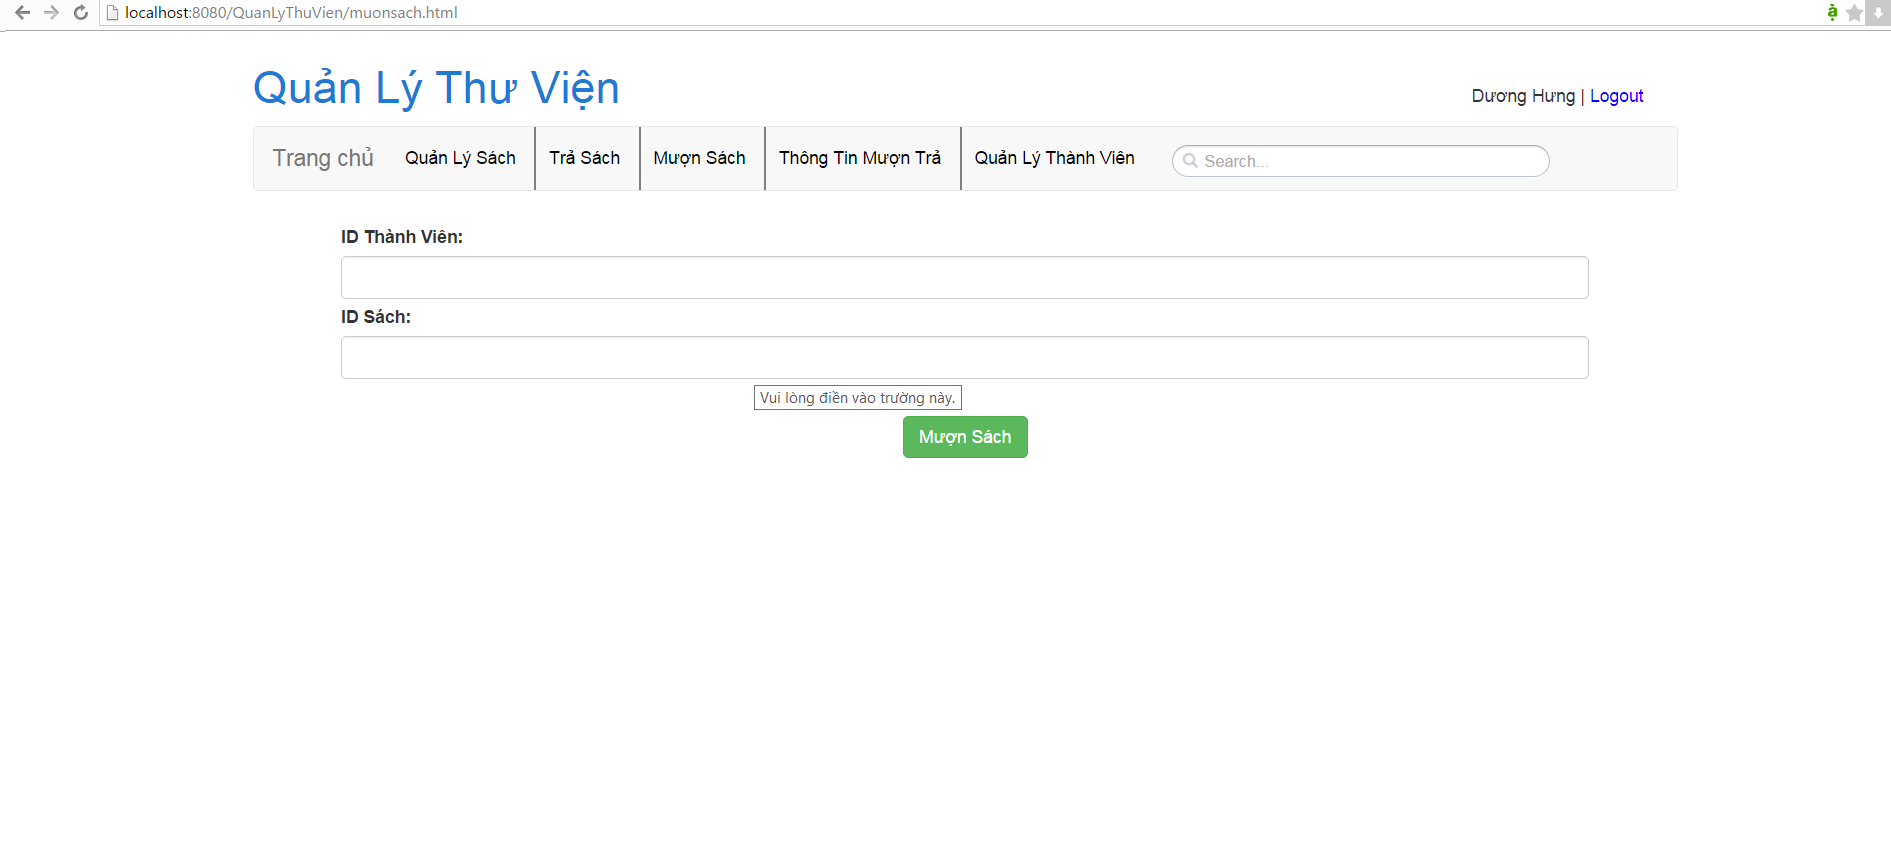 localhost:8080/QuanLyThuVien/muonsach.html
Quản Lý Thư Viện
Dương Hưng | Logout
Trang chủ Quản Lý Sách Trả Sách Mượn Sách Thông Tin Mượn Trả Quản Lý Thành Viên Search...
ID Thành Viên:
ID Sách:
Vui lòng điền vào trường này.
Mượn Sách